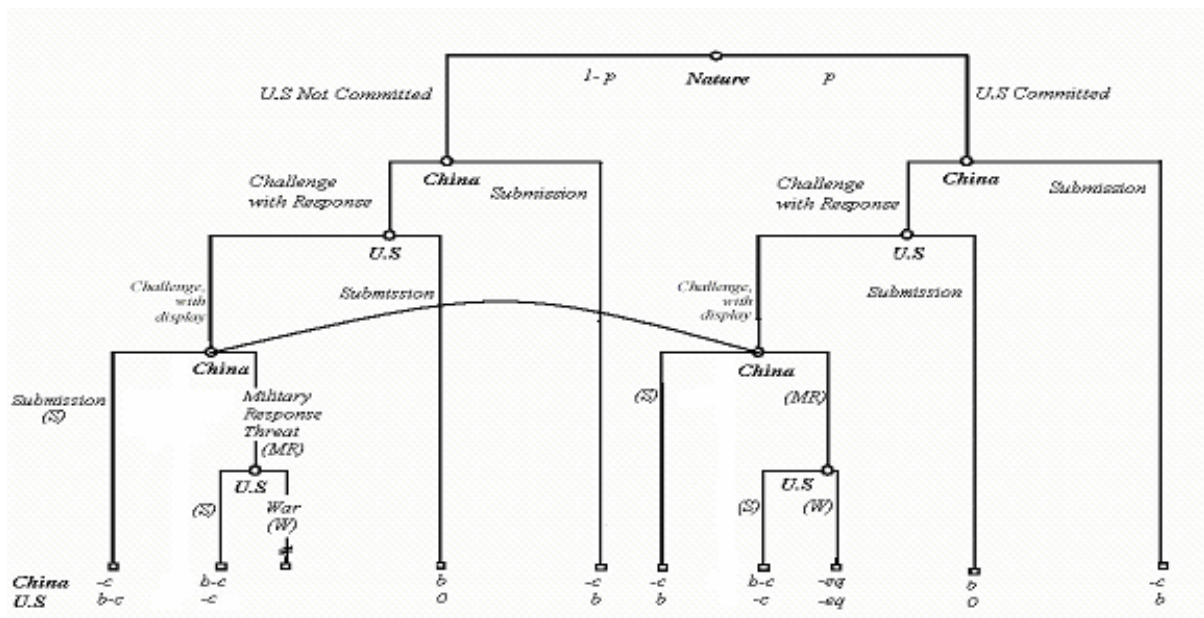 1- p Nature p
U.S Not Committed
U.S Committed
China
China
Challenge
with Response
Submission
Challenge
with Response
Submission
U.S
U.S
Challenge,
with
display
Submission
Challenge,
with
display
Submission
China
China
Submission
(S)
Military
Response
Threat
(MR)
(S)
(MR)
U.S
U.S
(S)
War
(W)
(S)
(W)
China -c b-c b -c -c b-c -eq b -c
U.S b-c -c 0 b b -c -eq 0 b